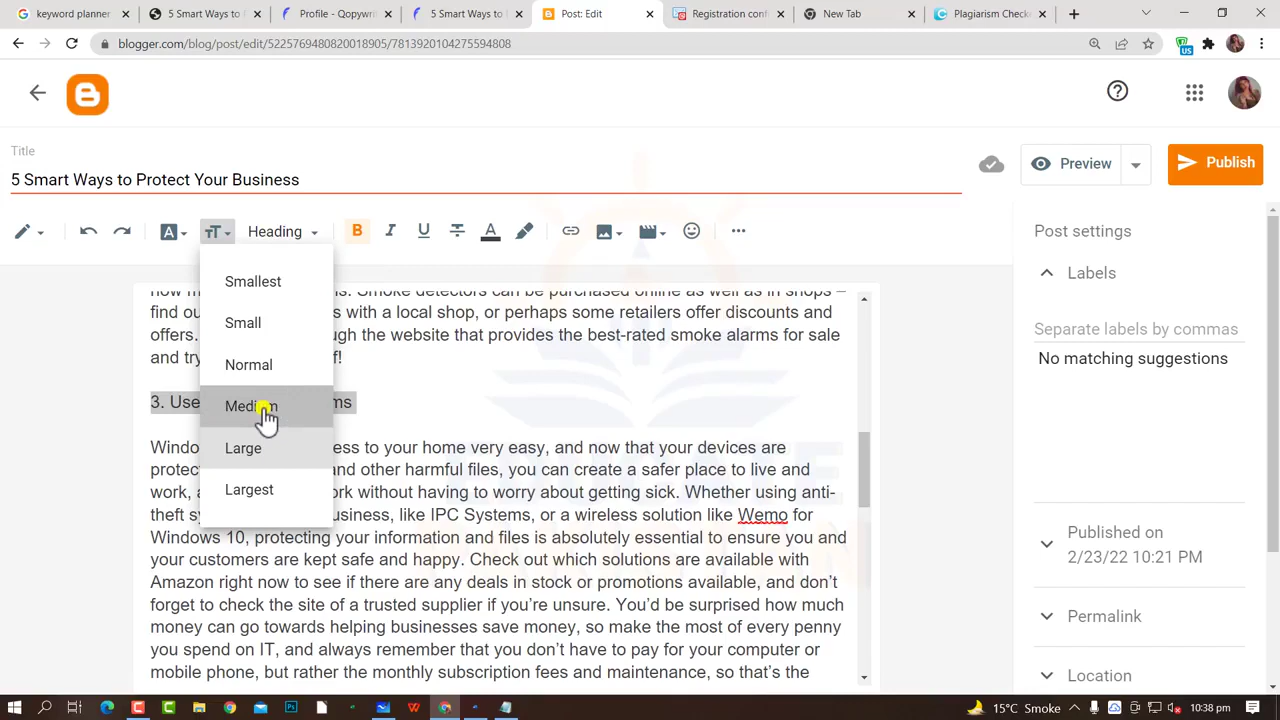 google keyword planner
5 Smart Ways to P
Profile - Qopywrit
5 Smart Ways to
Post: Edit
Registration conf
New Tab
Plagiarism Checke
blogger.com/blog/post/edit/5225769480820018905/7813920104275594808
US
Title
5 Smart Ways to Protect Your Business
Preview
Publish
Heading
B
I
U
Smallest
Small
Normal
Medium
Large
Largest
Smoke detectors can be purchased online as well as in shops –
find ou s with a local shop, or perhaps some retailers offer discounts and
offers. ugh the website that provides the best-rated smoke alarms for sale
and try f!
3. Use ms
Windo ess to your home very easy, and now that your devices are
protec and other harmful files, you can create a safer place to live and
work, a rk without having to worry about getting sick. Whether using anti-
theft sy usiness, like IPC Systems, or a wireless solution like Wemo for
Windows 10, protecting your information and files is absolutely essential to ensure you and
your customers are kept safe and happy. Check out which solutions are available with
Amazon right now to see if there are any deals in stock or promotions available, and don't
forget to check the site of a trusted supplier if you're unsure. You'd be surprised how much
money can go towards helping businesses save money, so make the most of every penny
you spend on IT, and always remember that you don't have to pay for your computer or
mobile phone, but rather the monthly subscription fees and maintenance, so that's the
Post settings
Labels
Separate labels by commas
No matching suggestions
Published on
2/23/22 10:21 PM
Permalink
Location
15°C Smoke
10:38 pm